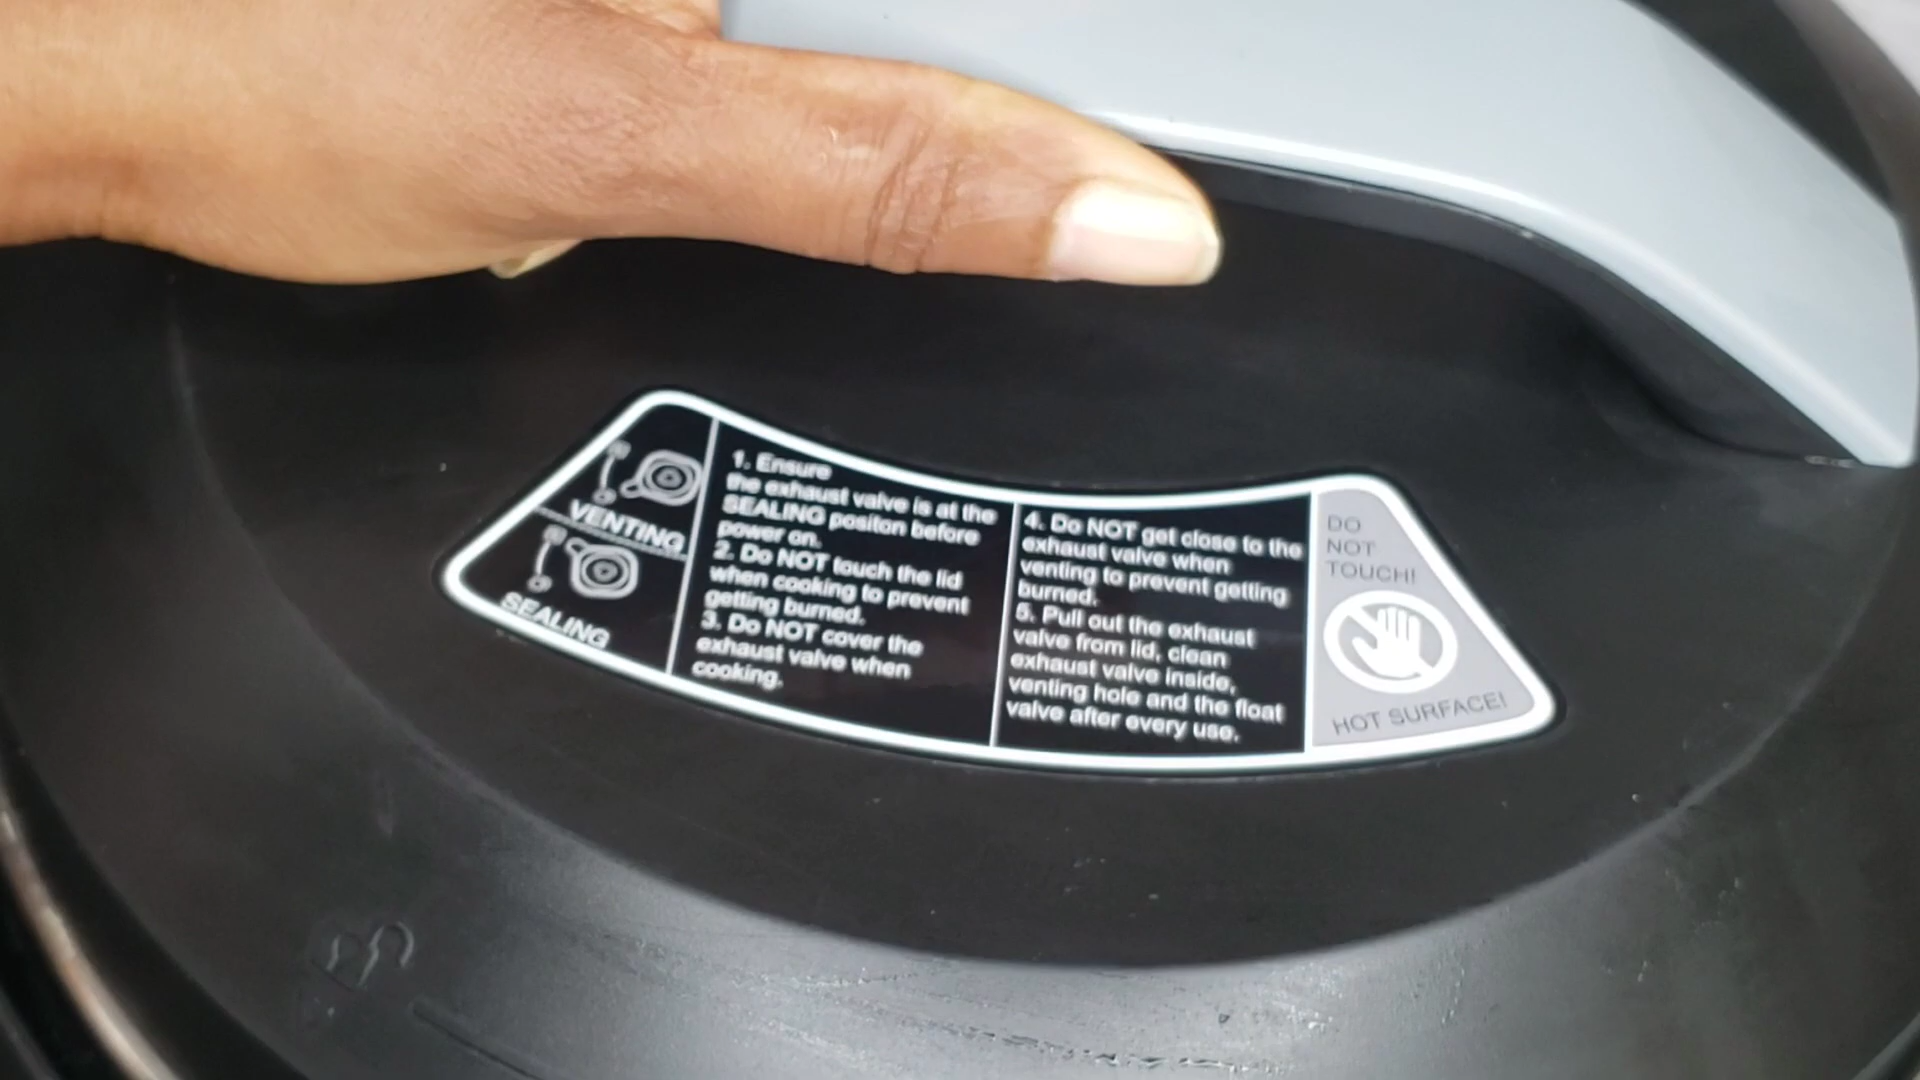 VENTING
SEALING
1. Ensure
the exhaust valve is at the
SEALING positon before
power on.
2. Do NOT touch the lid
when cooking to prevent
getting burned.
3. Do NOT cover the
exhaust valve when
cooking.
4. Do NOT get close to the
exhaust valve when
venting to prevent getting
burned.
5. Pull out the exhaust
valve from lid, clean
exhaust valve inside,
venting hole and the float
valve after every use.
DO
NOT
TOUCH!
HOT SURFACE!